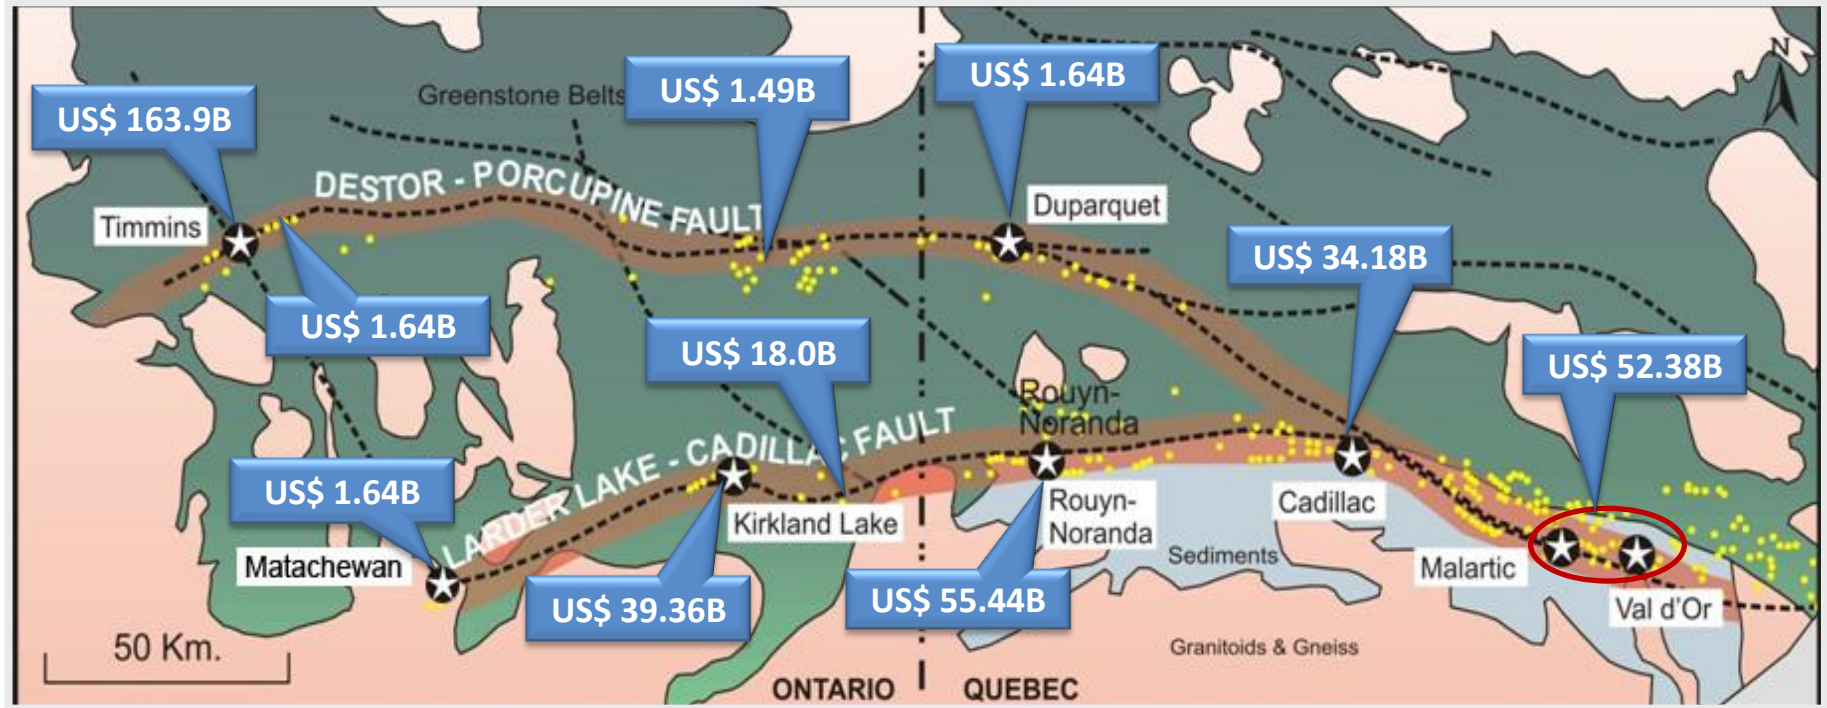 N
Greenstone Belts
US$ 1.49B
US$ 1.64B
US$ 163.9B
DESTOR - PORCUPINE FAULT
Duparquet
Timmins
US$ 34.18B
US$ 1.64B
US$ 18.0B
US$ 52.38B
Rouyn-
Noranda
LARDER LAKE - CADILLAC FAULT
US$ 1.64B
Kirkland Lake
Rouyn-
Noranda
Cadillac
Sediments
Matachewan
Malartic
US$ 39.36B
US$ 55.44B
Val d'Or
50 Km.
Granitoids & Gneiss
ONTARIO
QUEBEC